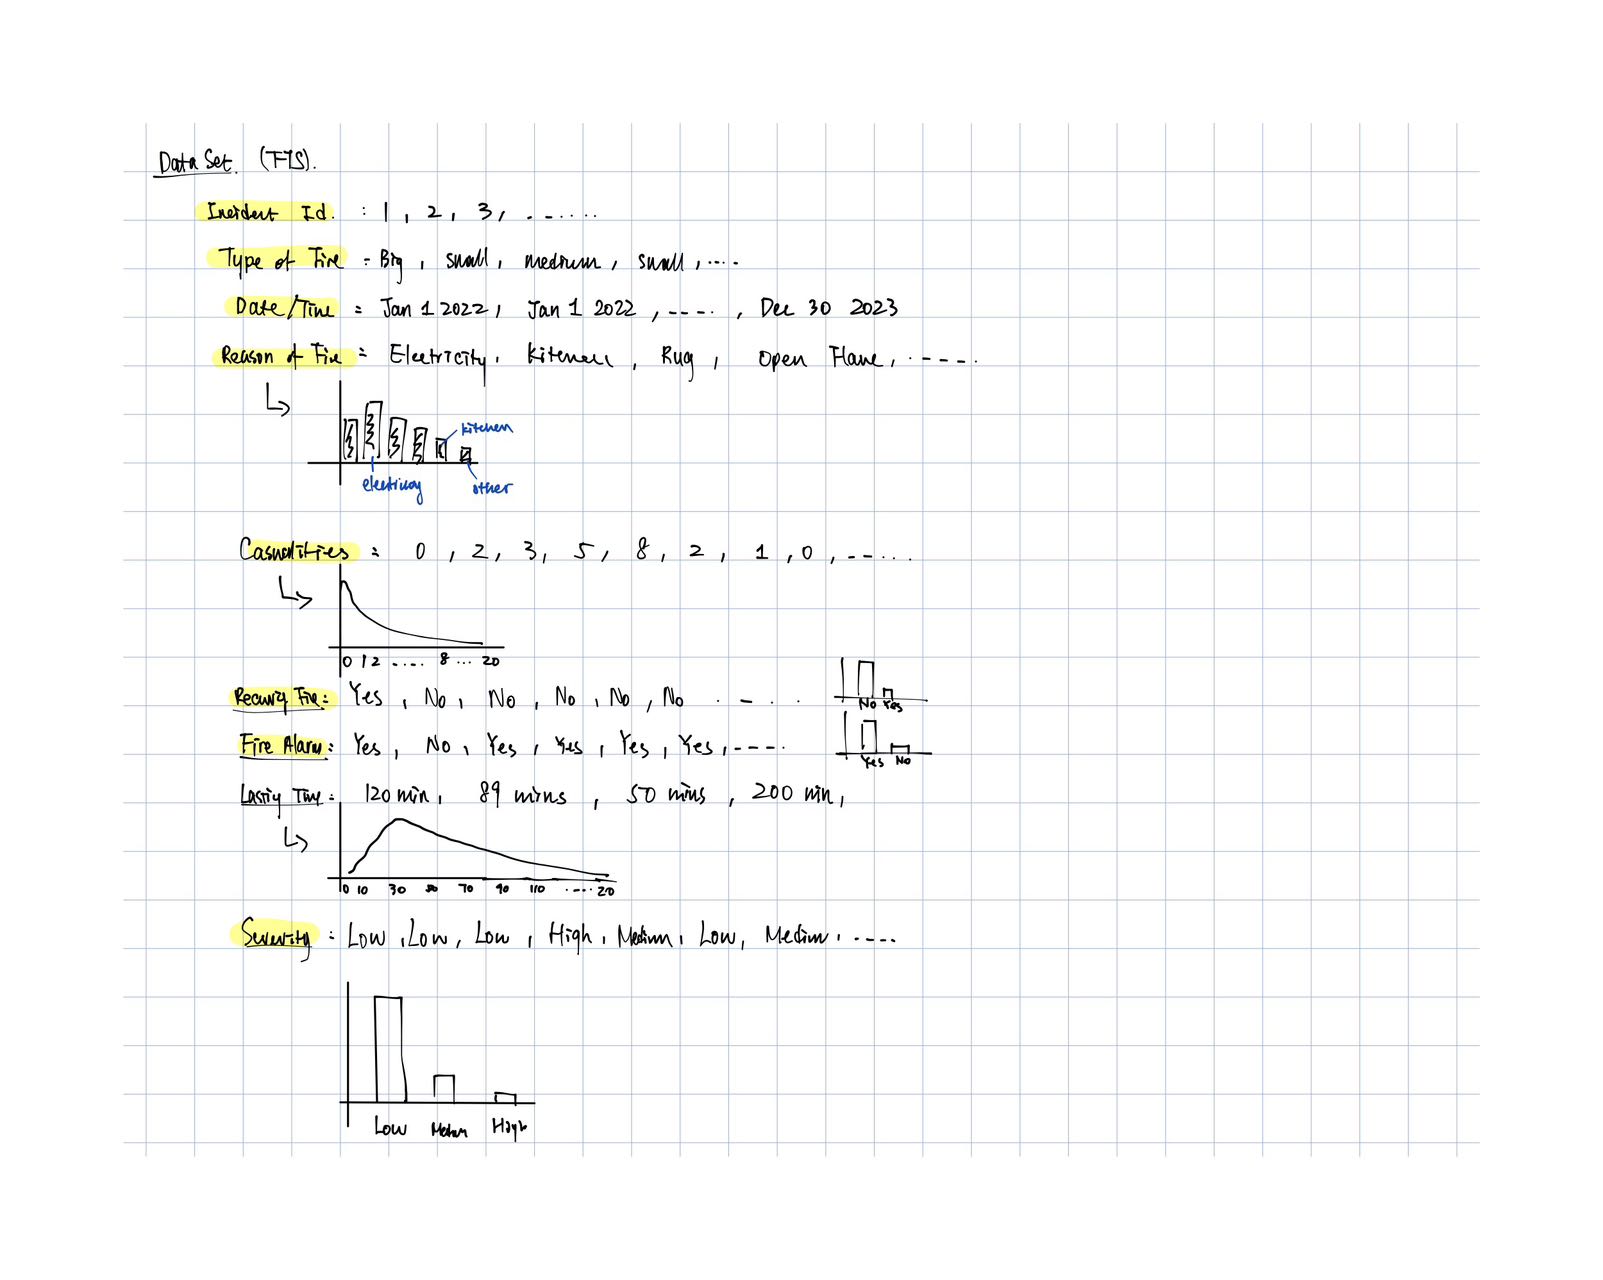 Data Set. (FIS).
Incident Id. : 1, 2, 3, ------
Type of Fire = Big, small, medium, small, ....
Date/Time = Jan 1 2022, Jan 1 2022, ----, Dec 30 2023
Reason of Fire = Electricity, Kitchen, Rug, Open Flame, -----
kitchen
electricity other
Casualities = 0, 2, 3, 5, 8, 2, 1, 0, -----
0 1 2 ..... 8 ... 20
Recurig Fire: Yes, No, No, No, No, No . - . .
No Yes
Fire Alarm: Yes, No, Yes, Yes, Yes, Yes, ----
Yes No
Lastig Time: 120 min, 89 mins, 50 mins, 200 min,
0 10 30 50 70 90 110 ..... 20
Severity : Low, Low, Low, High, Medium, Low, Medium, ----
Low Medium High